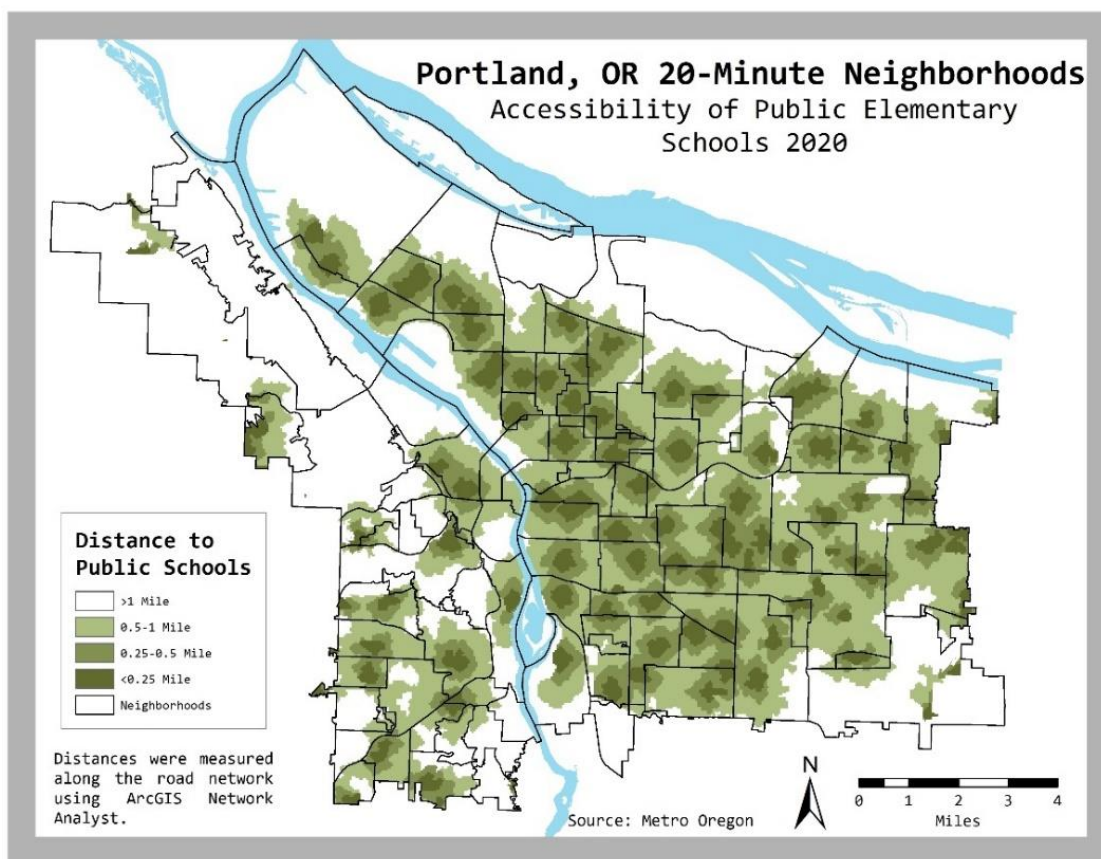 Portland, OR 20-Minute Neighborhoods
Accessibility of Public Elementary
Schools 2020
Distance to
Public Schools
>1 Mile
0.5-1 Mile
0.25-0.5 Mile
<0.25 Mile
Neighborhoods
Distances were measured
along the road network
using ArcGIS Network
Analyst.
Source: Metro Oregon
N
0 1 2 3 4
Miles